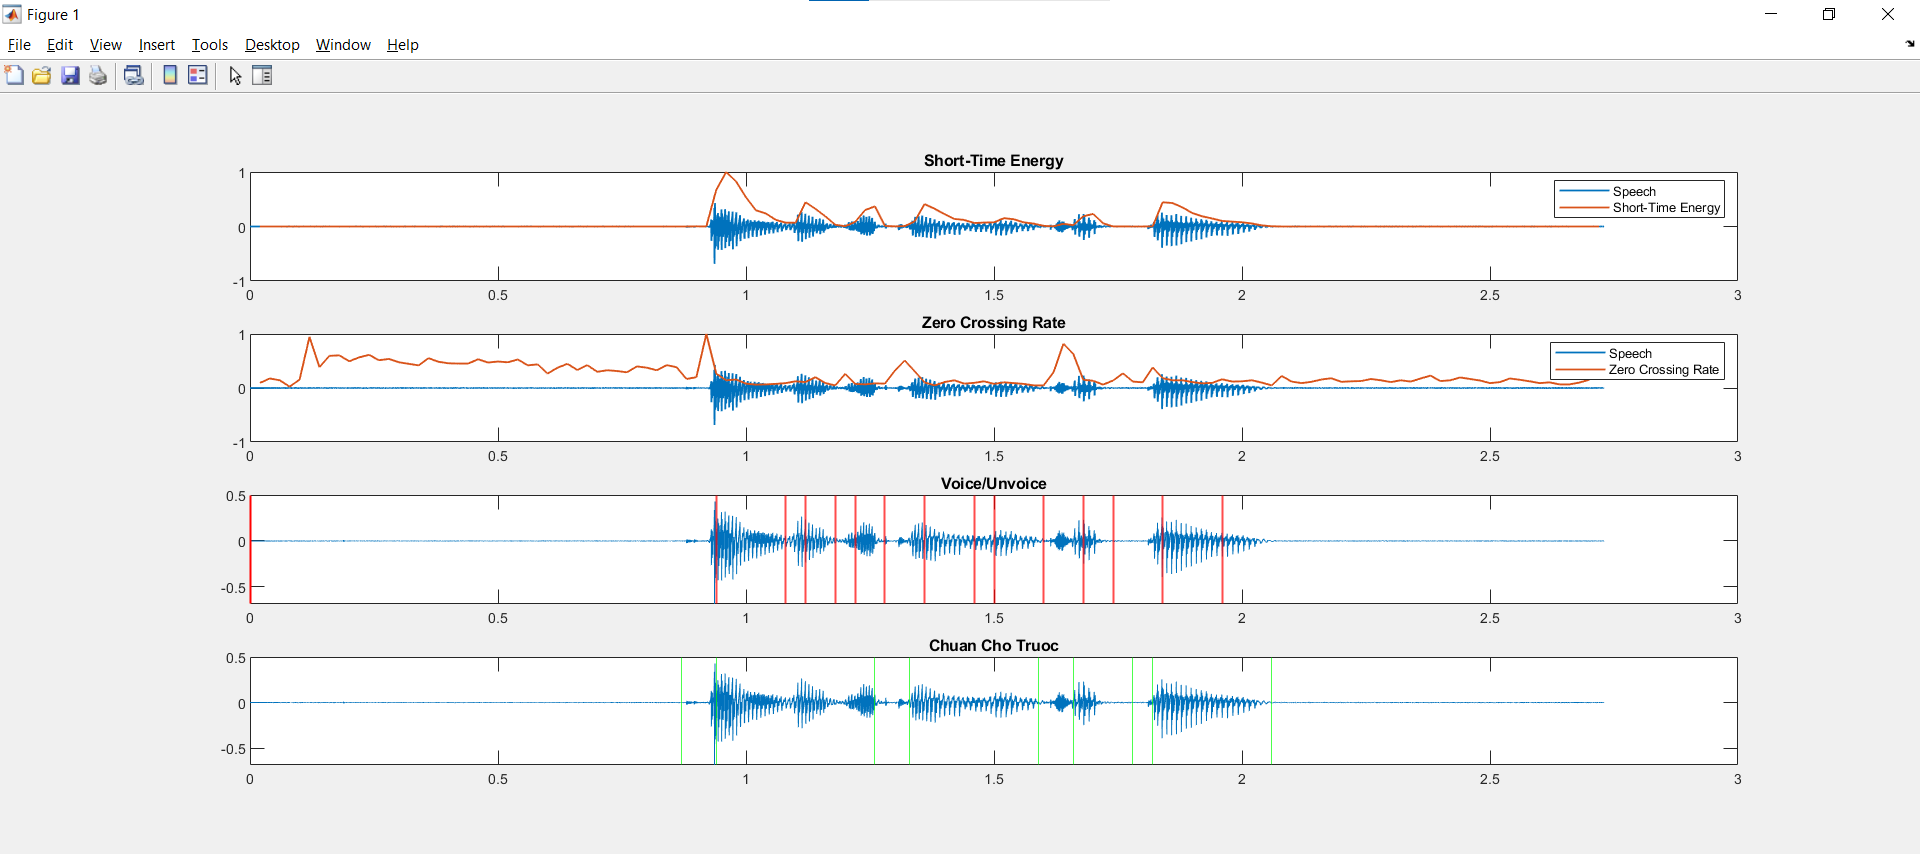 Figure 1
File Edit View Insert Tools Desktop Window Help
Short-Time Energy
1
0
-1
Speech
Short-Time Energy
0 0.5 1 1.5 2 2.5 3
Zero Crossing Rate
1
0
-1
Speech
Zero Crossing Rate
0 0.5 1 1.5 2 2.5 3
Voice/Unvoice
0.5
0
-0.5
0 0.5 1 1.5 2 2.5 3
Chuan Cho Truoc
0.5
0
-0.5
0 0.5 1 1.5 2 2.5 3